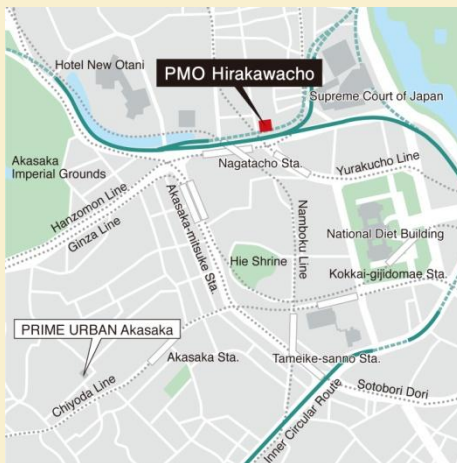 Hotel New Otani
PMO Hirakawacho
Supreme Court of Japan
Akasaka
Imperial Grounds
Nagatacho Sta.
Yurakucho Line
Hanzomon Line
Ginza Line
Akasaka-mitsuke Sta.
Namboku Line
National Diet Building
Hie Shrine
Kokkai-gijidomae Sta.
PRIME URBAN Akasaka
Akasaka Sta.
Tameike-sanno Sta.
Chiyoda Line
Sotobori Dori
Inner Circular Route